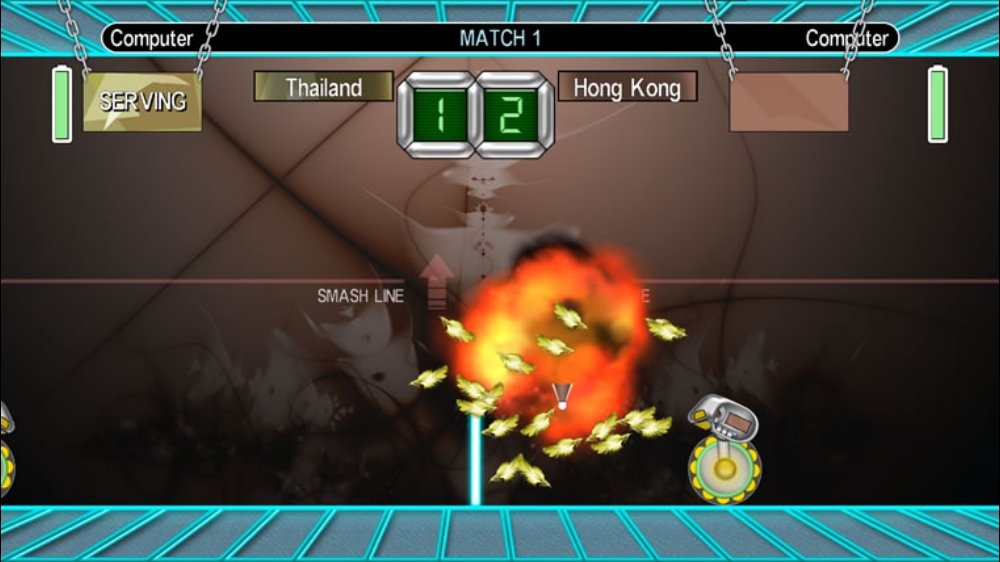 Computer MATCH 1 Computer
SERVING Thailand 1 2 Hong Kong
SMASH LINE